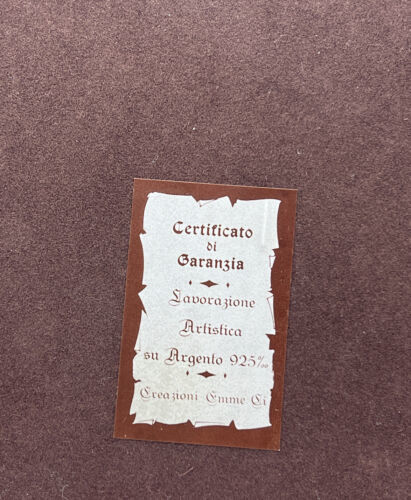 Certificato
di
Garanzia
Lavorazione
Artistica
su Argento 925‰
Creazioni Emme Ci